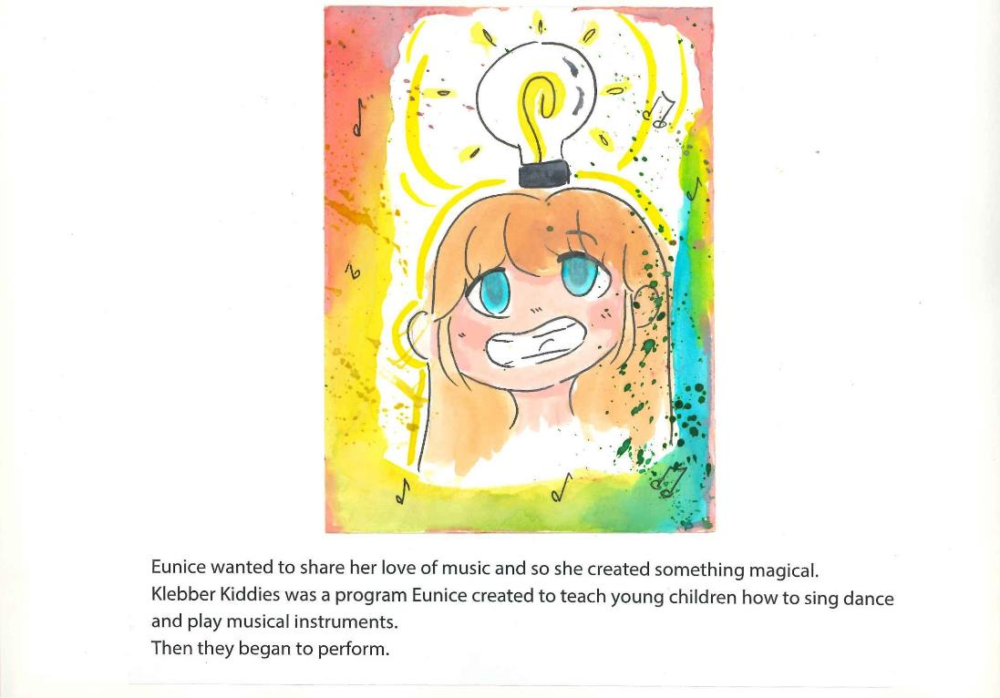 Eunice wanted to share her love of music and so she created something magical.
Klebber Kiddies was a program Eunice created to teach young children how to sing dance
and play musical instruments.
Then they began to perform.